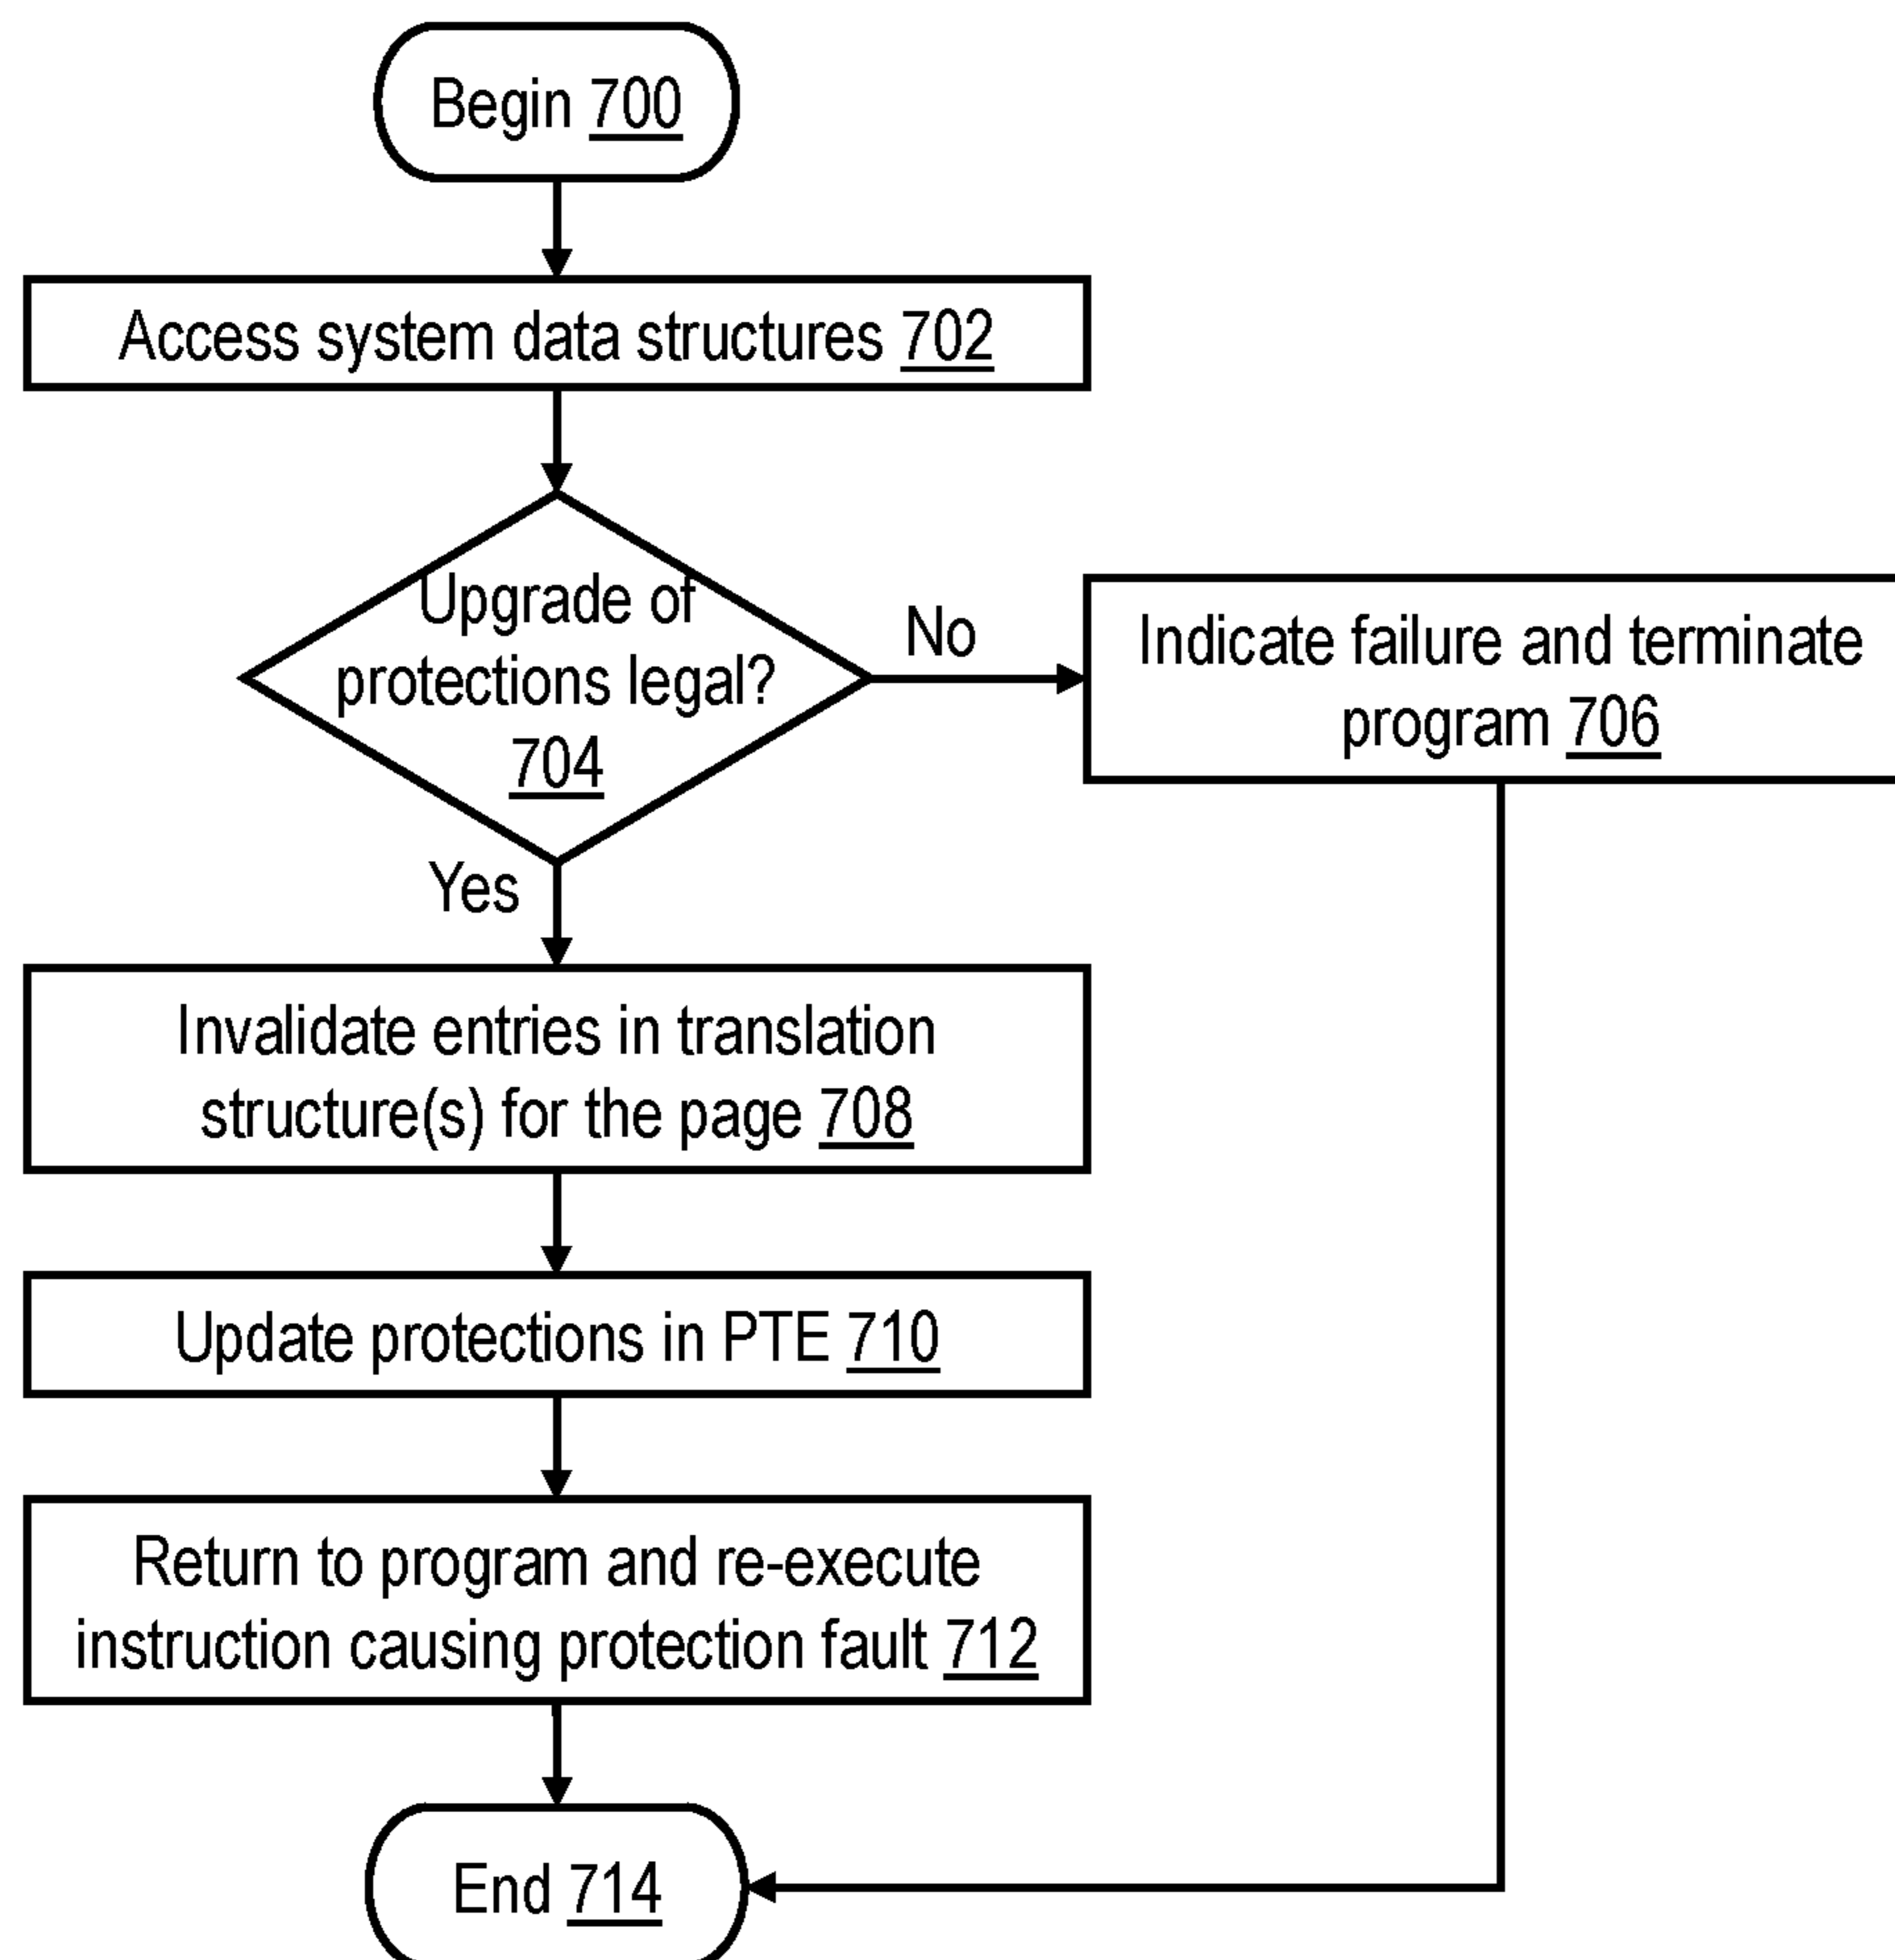 Begin 700
Access system data structures 702
Upgrade of
protections legal?
704
No
Indicate failure and terminate
program 706
Yes
Invalidate entries in translation
structure(s) for the page 708
Update protections in PTE 710
Return to program and re-execute
instruction causing protection fault 712
End 714